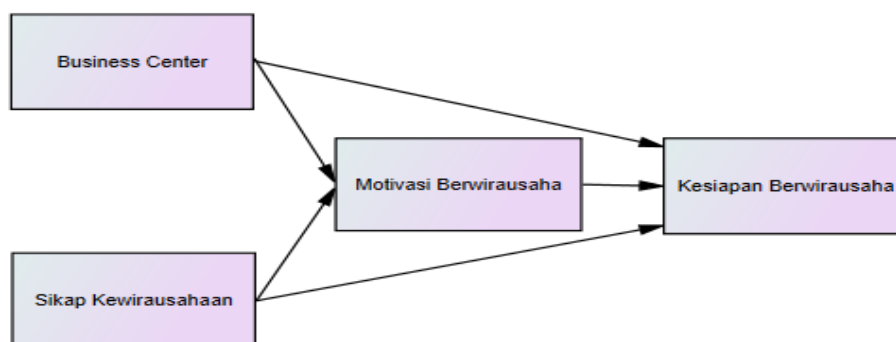 Business Center
Motivasi Berwirausaha
Kesiapan Berwirausaha
Sikap Kewirausahaan